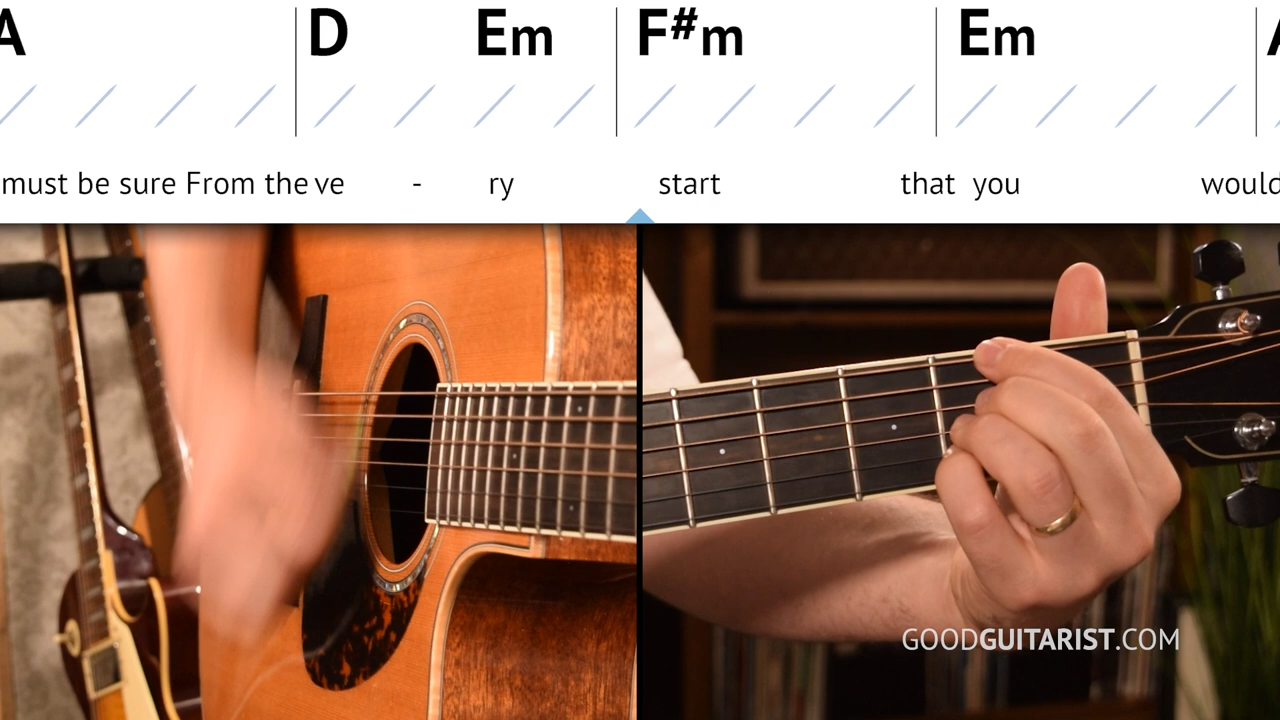 A D Em F#m Em A
must be sure From the ve - ry start that you would
GOODGUITARIST.COM